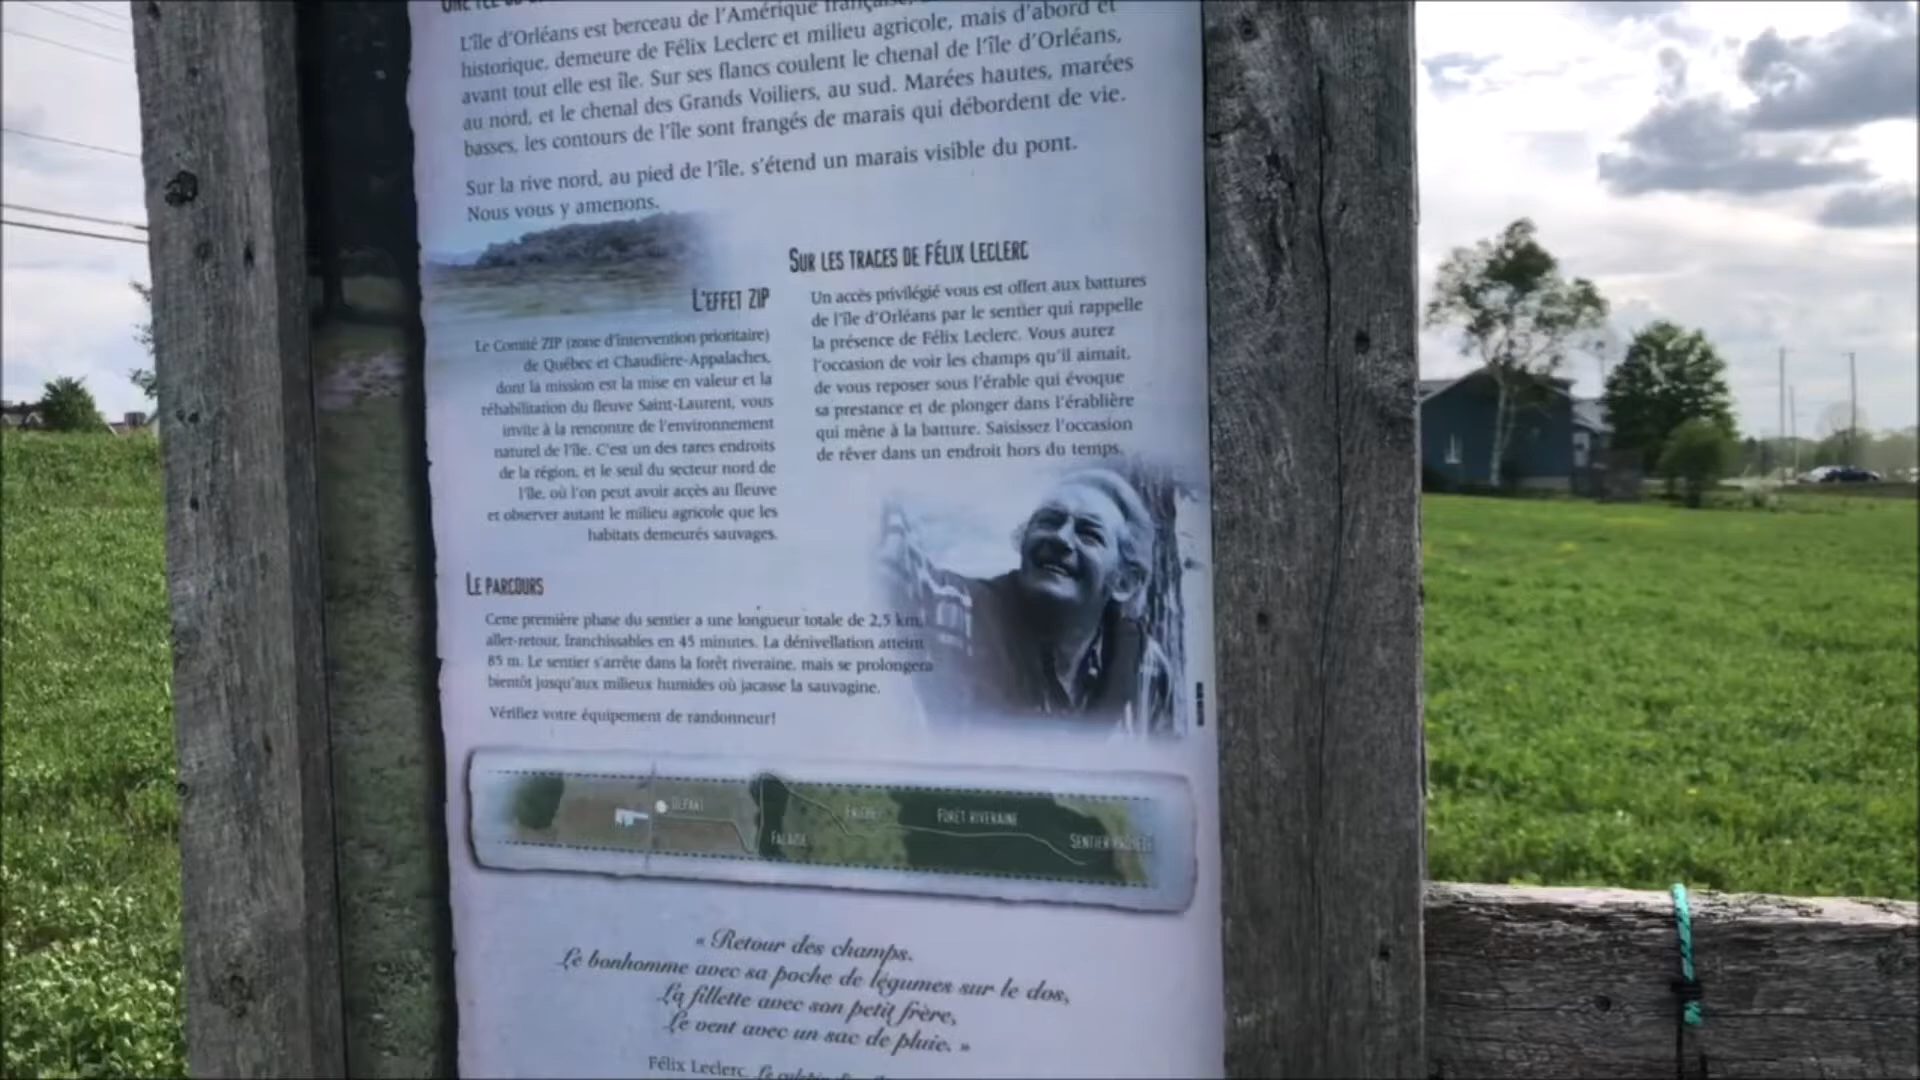 L'île d'Orléans est berceau de l'Amérique française,
historique, demeure de Félix Leclerc et milieu agricole, mais d'abord et
avant tout elle est île. Sur ses flancs coulent le chenal de l'île d'Orléans,
au nord, et le chenal des Grands Voiliers, au sud. Marées hautes, marées
basses, les contours de l'île sont frangés de marais qui débordent de vie.
Sur la rive nord, au pied de l'île, s'étend un marais visible du pont.
Nous vous y amenons.
L'EFFET ZIP
Le Comité ZIP (zone d'intervention prioritaire)
de Québec et Chaudière-Appalaches,
dont la mission est la mise en valeur et la
réhabilitation du fleuve Saint-Laurent, vous
invite à la rencontre de l'environnement
naturel de l'île. C'est un des rares endroits
de la région, et le seul du secteur nord de
l'île, où l'on peut avoir accès au fleuve
et observer autant le milieu agricole que les
habitats demeurés sauvages.
SUR LES TRACES DE FÉLIX LECLERC
Un accès privilégié vous est offert aux battures
de l'île d'Orléans par le sentier qui rappelle
la présence de Félix Leclerc. Vous aurez
l'occasion de voir les champs qu'il aimait,
de vous reposer sous l'érable qui évoque
sa prestance et de plonger dans l'érablière
qui mène à la batture. Saisissez l'occasion
de rêver dans un endroit hors du temps.
LE PARCOURS
Cette première phase du sentier a une longueur totale de 2,5 km,
aller-retour, franchissables en 45 minutes. La dénivellation atteint
85 m. Le sentier s'arrête dans la forêt riveraine, mais se prolongera
bientôt jusqu'aux milieux humides où jacasse la sauvagine.
Vérifiez votre équipement de randonneur!
DÉPART
FALAISE
FORÊT RIVERAINE
SENTIER
« Retour des champs.
Le bonhomme avec sa poche de légumes sur le dos,
La fillette avec son petit frère,
Le vent avec un sac de pluie. »
Félix Leclerc,